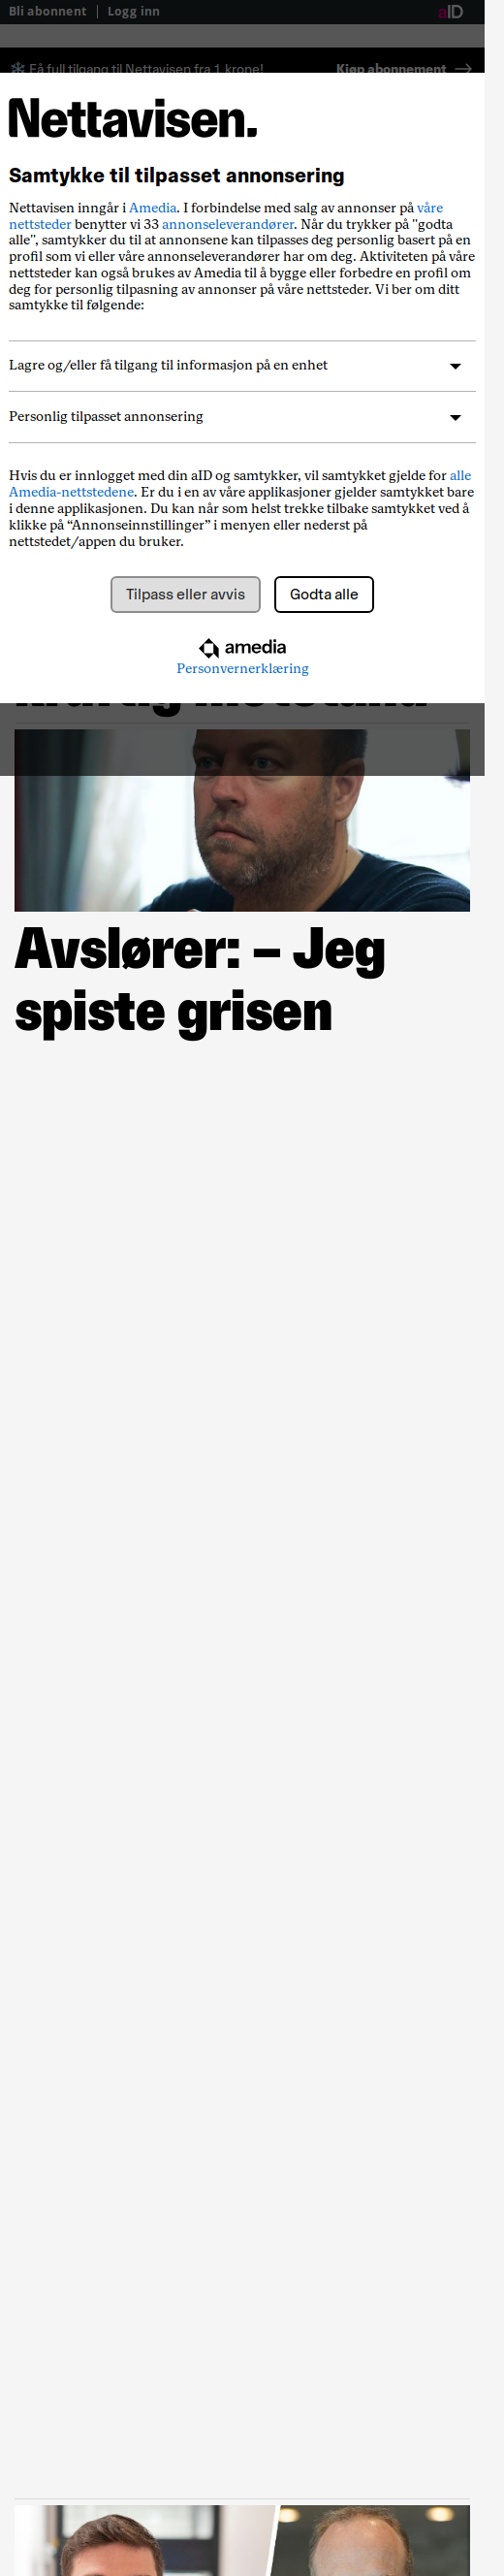 Bli abonnent | Logg inn
aID
Få full tilgang til Nettavisen fra 1 krone!
Kjøp abonnement →
Nettavisen.
Samtykke til tilpasset annonsering
Nettavisen inngår i Amedia. I forbindelse med salg av annonser på våre
nettsteder benytter vi 33 annonseleverandører. Når du trykker på "godta
alle", samtykker du til at annonsene kan tilpasses deg personlig basert på en
profil som vi eller våre annonseleverandører har om deg. Aktiviteten på våre
nettsteder kan også brukes av Amedia til å bygge eller forbedre en profil om
deg for personlig tilpasning av annonser på våre nettsteder. Vi ber om ditt
samtykke til følgende:
Lagre og/eller få tilgang til informasjon på en enhet
Personlig tilpasset annonsering
Hvis du er innlogget med din aID og samtykker, vil samtykket gjelde for alle
Amedia-nettstedene. Er du i en av våre applikasjoner gjelder samtykket bare
i denne applikasjonen. Du kan når som helst trekke tilbake samtykket ved å
klikke på “Annonseinnstillinger” i menyen eller nederst på
nettstedet/appen du bruker.
Tilpass eller avvis
Godta alle
amedia
Personvernerklæring
Avslører: – Jeg
spiste grisen